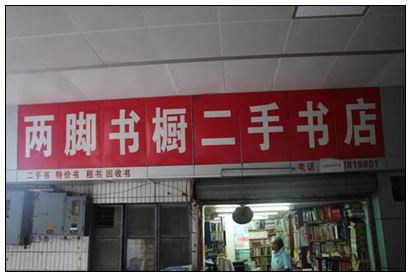 两脚书橱二手书店
二手书 特价书 租书 回收书
电话: 8819801